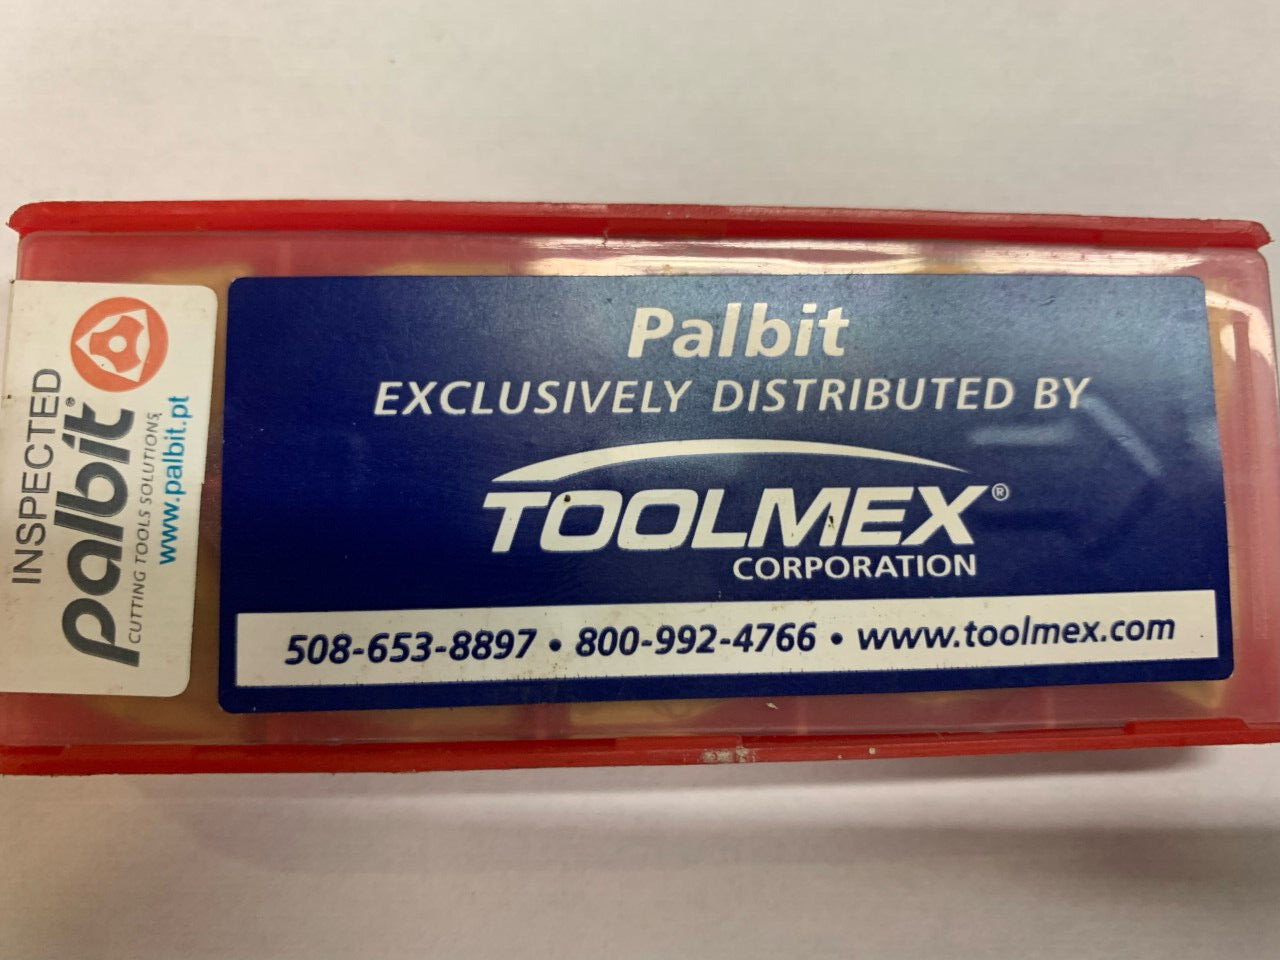 INSPECTED
palbit®
CUTTING TOOLS SOLUTIONS,
www.palbit.pt
Palbit
EXCLUSIVELY DISTRIBUTED BY
TOOLMEX®
CORPORATION
508-653-8897 • 800-992-4766 • www.toolmex.com